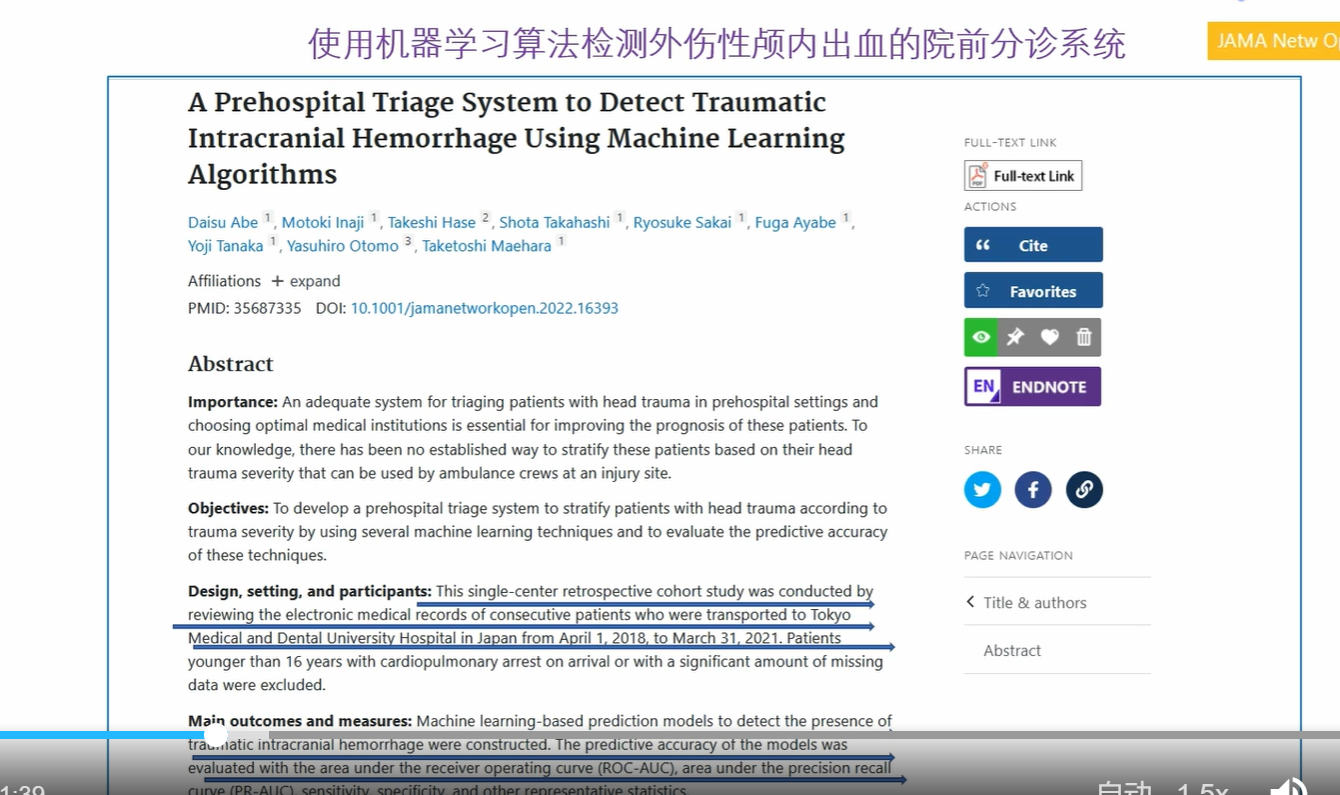 使用机器学习算法检测外伤性颅内出血的院前分诊系统
JAMA Netw
A Prehospital Triage System to Detect Traumatic
Intracranial Hemorrhage Using Machine Learning
Algorithms
Daisu Abe 1, Motoki Inaji 1, Takeshi Hase 2, Shota Takahashi 1, Ryosuke Sakai 1, Fuga Ayabe 1,
Yoji Tanaka 1, Yasuhiro Otomo 3, Taketoshi Maehara 1
Affiliations + expand
PMID: 35687335 DOI: 10.1001/jamanetworkopen.2022.16393
Abstract
Importance: An adequate system for triaging patients with head trauma in prehospital settings and
choosing optimal medical institutions is essential for improving the prognosis of these patients. To
our knowledge, there has been no established way to stratify these patients based on their head
trauma severity that can be used by ambulance crews at an injury site.
Objectives: To develop a prehospital triage system to stratify patients with head trauma according to
trauma severity by using several machine learning techniques and to evaluate the predictive accuracy
of these techniques.
Design, setting, and participants: This single-center retrospective cohort study was conducted by
reviewing the electronic medical records of consecutive patients who were transported to Tokyo
Medical and Dental University Hospital in Japan from April 1, 2018, to March 31, 2021. Patients
younger than 16 years with cardiopulmonary arrest on arrival or with a significant amount of missing
data were excluded.
Main outcomes and measures: Machine learning-based prediction models to detect the presence of
traumatic intracranial hemorrhage were constructed. The predictive accuracy of the models was
evaluated with the area under the receiver operating curve (ROC-AUC), area under the precision recall
curve (PR-AUC), sensitivity, specificity, and other representative statistics.
FULL-TEXT LINK
PDF
Full-text Link
ACTIONS
Cite
Favorites
EN ENDNOTE
SHARE
PAGE NAVIGATION
Title & authors
Abstract
1:39
自动 1.5x